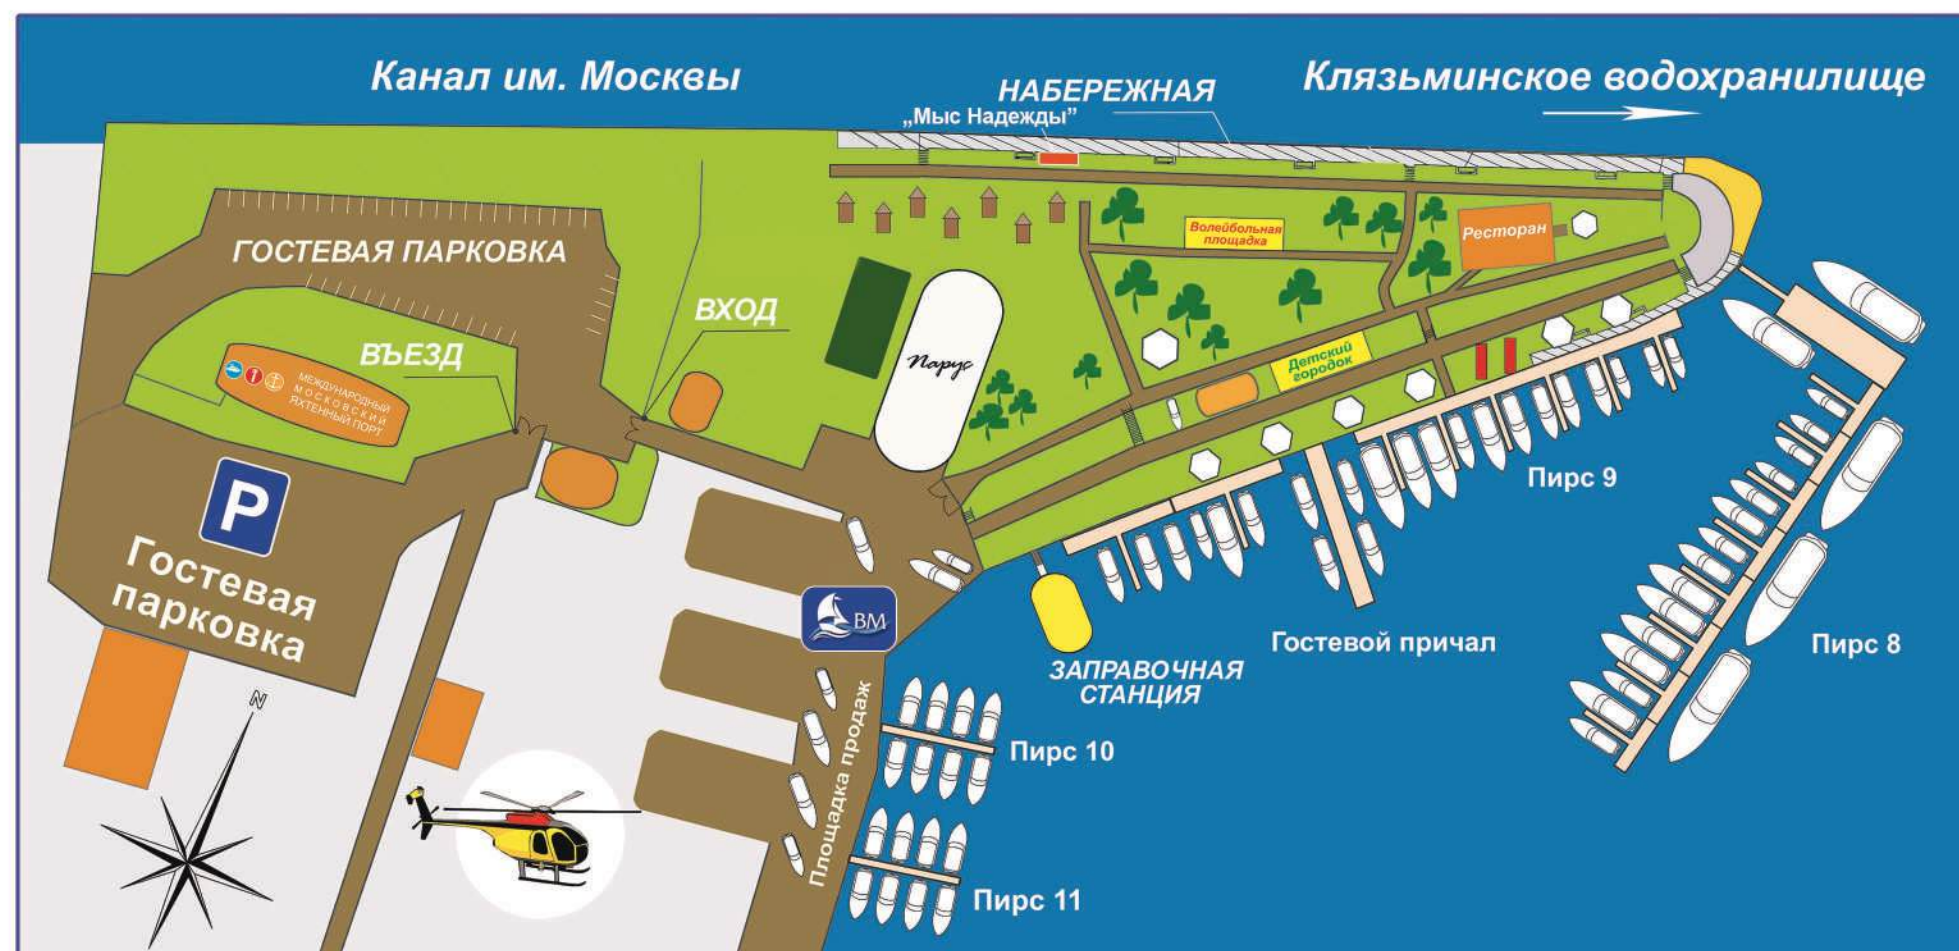 Канал им. Москвы
Клязьминское водохранилище
НАБЕРЕЖНАЯ
„Мыс Надежды”
ГОСТЕВАЯ ПАРКОВКА
Волейбольная
площадка
Ресторан
ВХОД
ВЪЕЗД
Парус
Детский
городок
МЕЖДУНАРОДНЫЙ
МОСКОВСКИЙ
ЯХТЕННЫЙ ПОРТ
P
Гостевая
парковка
Пирс 9
ВМ
Гостевой причал
Пирс 8
ЗАПРАВОЧНАЯ
СТАНЦИЯ
N
Площадка продаж
Пирс 10
Пирс 11